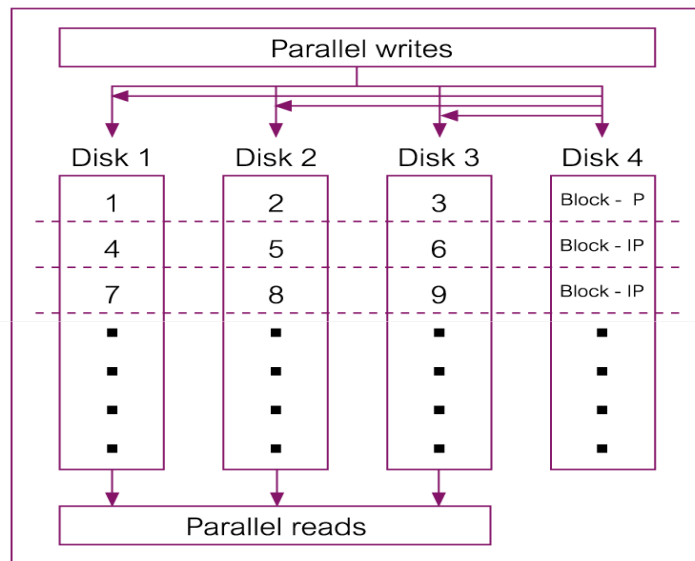 Parallel writes
Disk 1 Disk 2 Disk 3 Disk 4
1 2 3 Block - P
4 5 6 Block - IP
7 8 9 Block - IP
Parallel reads